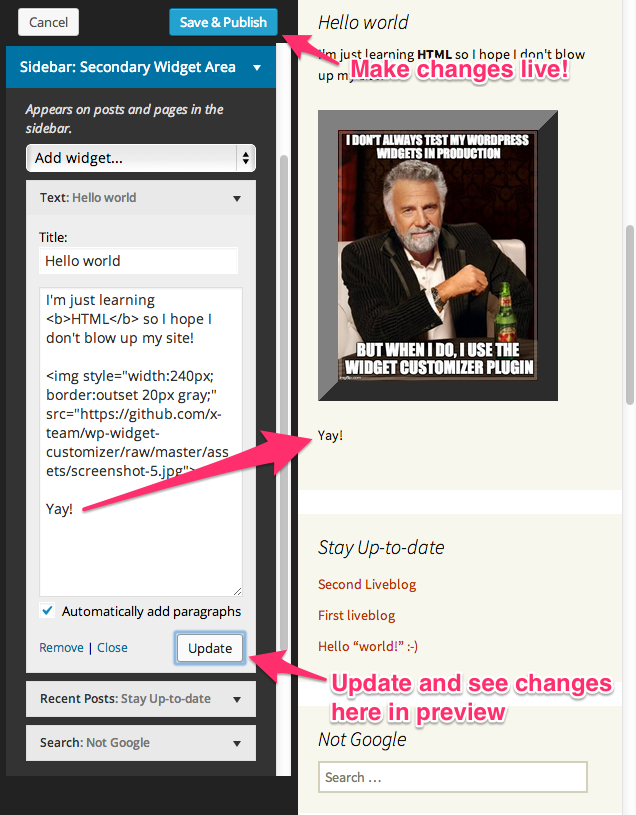 Cancel
Save & Publish
Sidebar: Secondary Widget Area
Appears on posts and pages in the
sidebar.
Add widget...
Text: Hello world
Title:
Hello world
I'm just learning
<b>HTML</b> so I hope I
don't blow up my site!
<img style="width:240px;
border:outset 20px gray;"
src="https://github.com/x-
team/wp-widget-
customizer/raw/master/ass
ets/screenshot-5.jpg">
Yay!
Automatically add paragraphs
Remove | Close
Update
Recent Posts: Stay Up-to-date
Search: Not Google
Hello world
I'm just learning HTML so I hope I don't blow
up my
Make changes live!
I DON'T ALWAYS TEST MY WORDPRESS
WIDGETS IN PRODUCTION
BUT WHEN I DO, I USE THE
WIDGET CUSTOMIZER PLUGIN
imgflip.com
Yay!
Stay Up-to-date
Second Liveblog
First liveblog
Hello “world!” :-)
Update and see changes
here in preview
Not Google
Search …